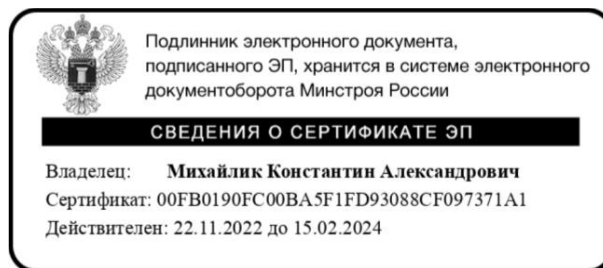 Подлинник электронного документа,
подписанного ЭП, хранится в системе электронного
документоборота Минстроя России
СВЕДЕНИЯ О СЕРТИФИКАТЕ ЭП
Владелец: Михайлик Константин Александрович
Сертификат: 00FB0190FC00BA5F1FD93088CF097371A1
Действителен: 22.11.2022 до 15.02.2024